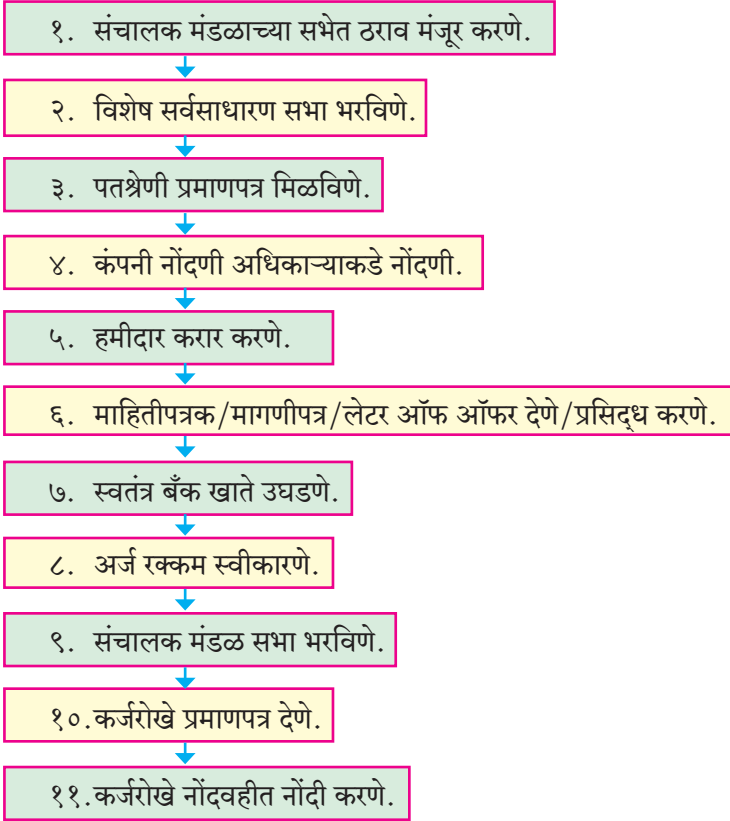 १. संचालक मंडळाच्या सभेत ठराव मंजूर करणे.
२. विशेष सर्वसाधारण सभा भरविणे.
३. पतश्रेणी प्रमाणपत्र मिळविणे.
४. कंपनी नोंदणी अधिकाऱ्याकडे नोंदणी.
५. हमीदार करार करणे.
६. माहितीपत्रक/मागणीपत्र/लेटर ऑफ ऑफर देणे/प्रसिद्ध करणे.
७. स्वतंत्र बँक खाते उघडणे.
८. अर्ज रक्कम स्वीकारणे.
९. संचालक मंडळ सभा भरविणे.
१०.कर्जरोखे प्रमाणपत्र देणे.
११.कर्जरोखे नोंदवहीत नोंदी करणे.